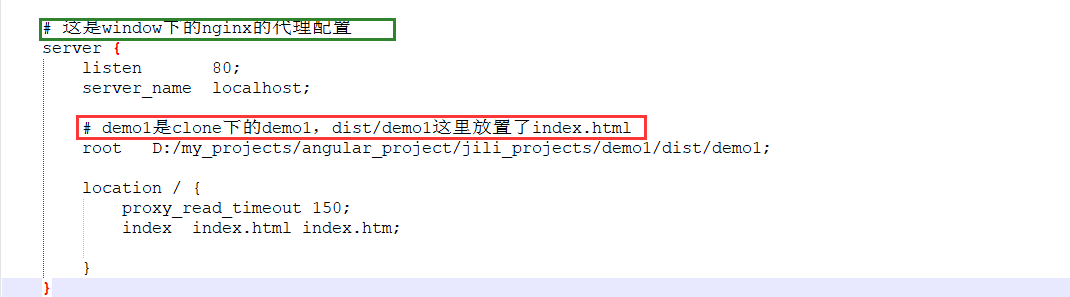 # 这是window下的nginx的代理配置
server {
listen 80;
server_name localhost;
# demo1是clone下的demo1，dist/demo1这里放置了index.html
root D:/my_projects/angular_project/jili_projects/demo1/dist/demo1;
location / {
proxy_read_timeout 150;
index index.html index.htm;
}
}